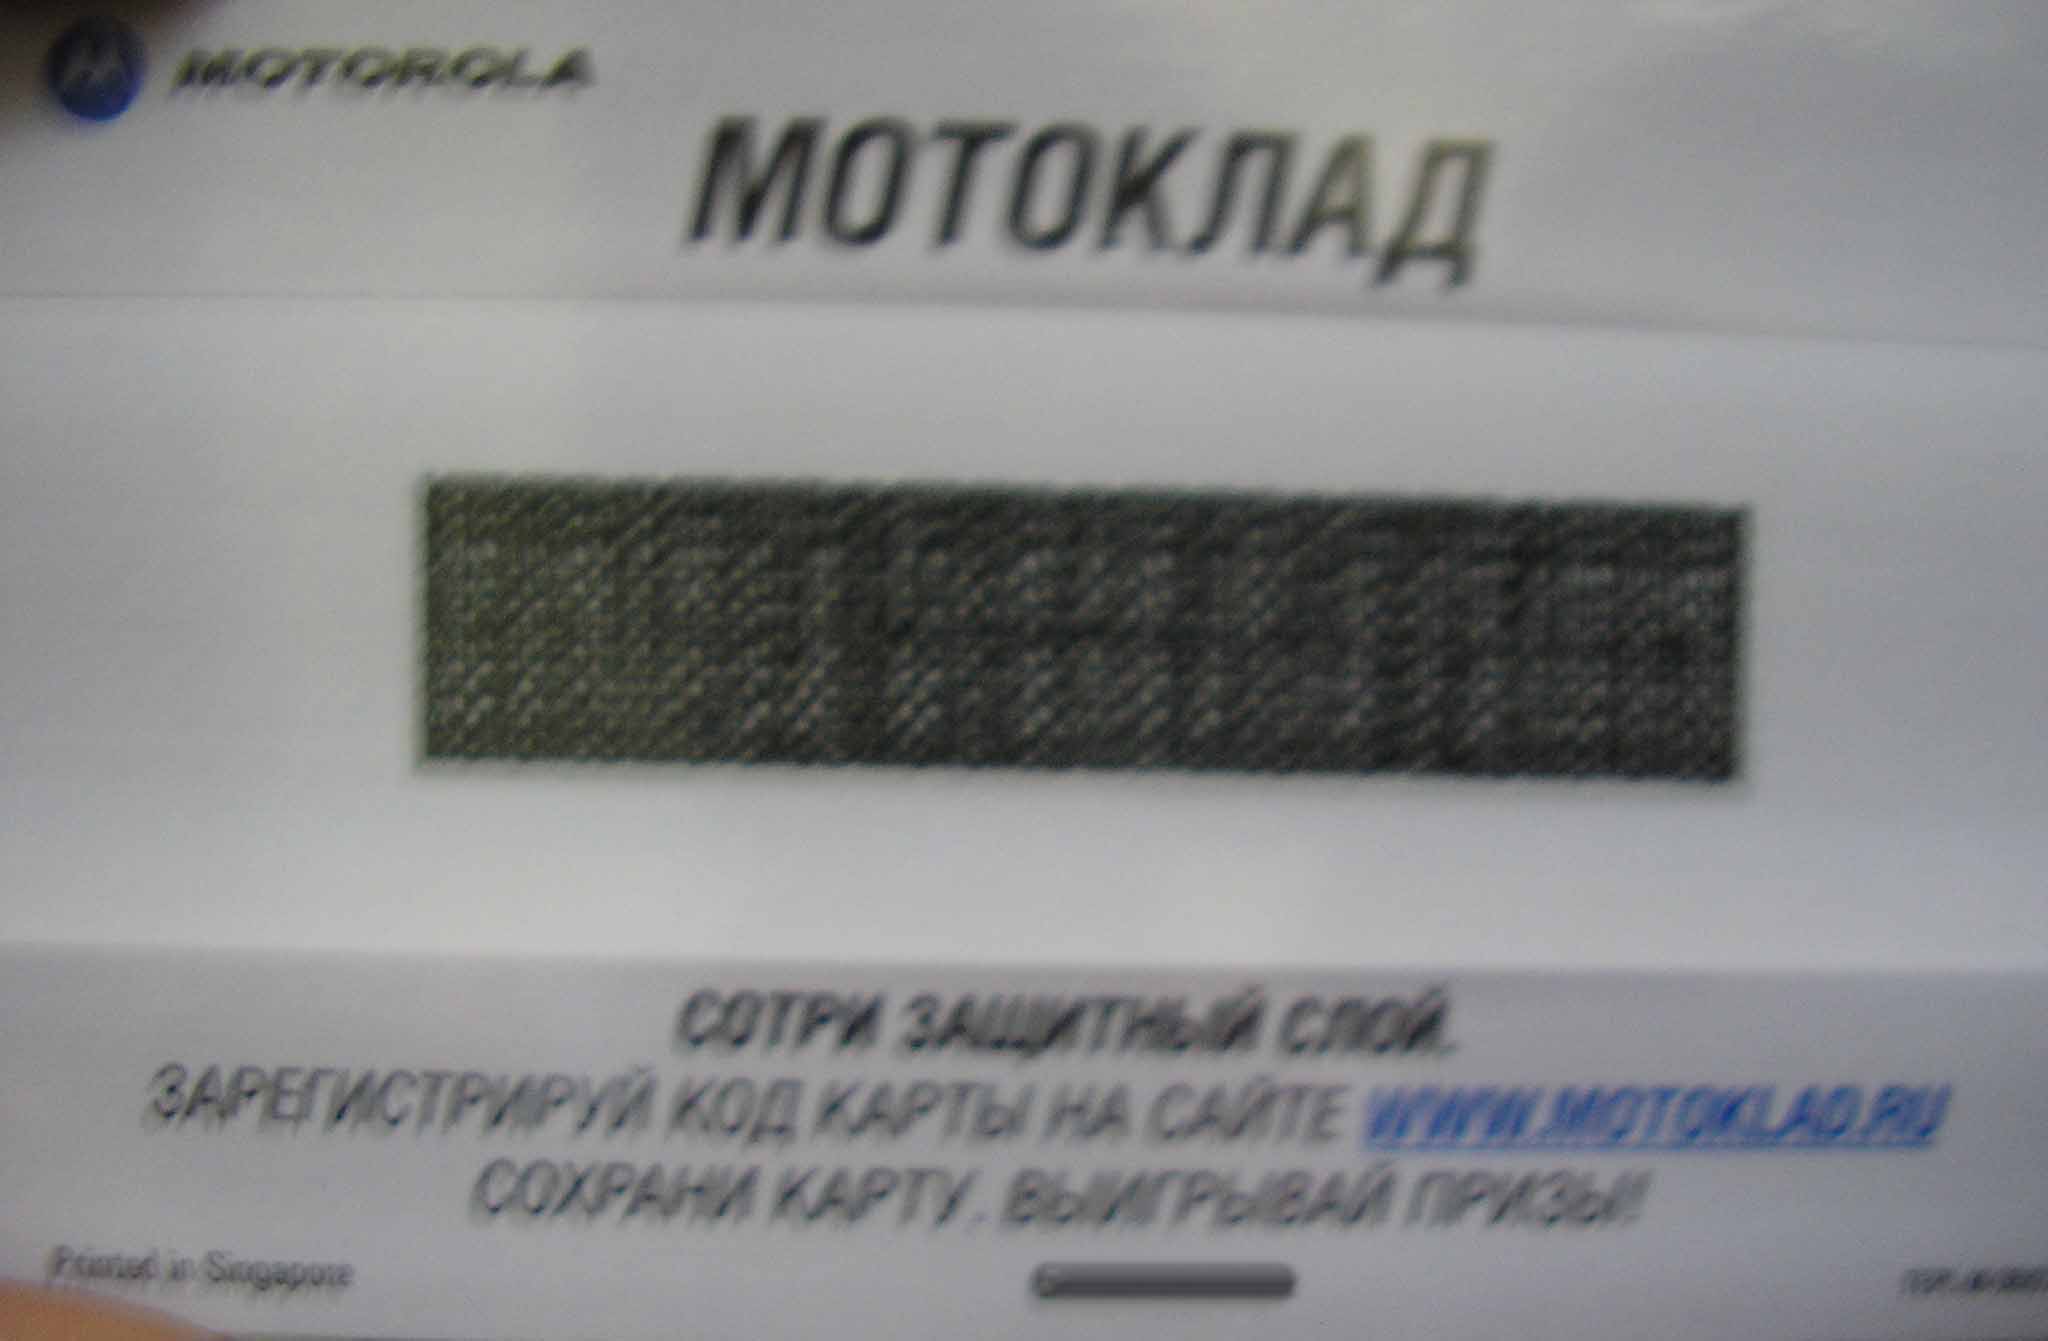 MOTOROLA
МОТОКЛАД
СОТРИ ЗАЩИТНЫЙ СЛОЙ.
ЗАРЕГИСТРИРУЙ КОД КАРТЫ НА САЙТЕ WWW.MOTOKLAD.RU
СОХРАНИ КАРТУ. ВЫИГРЫВАЙ ПРИЗЫ!
Printed in Singapore